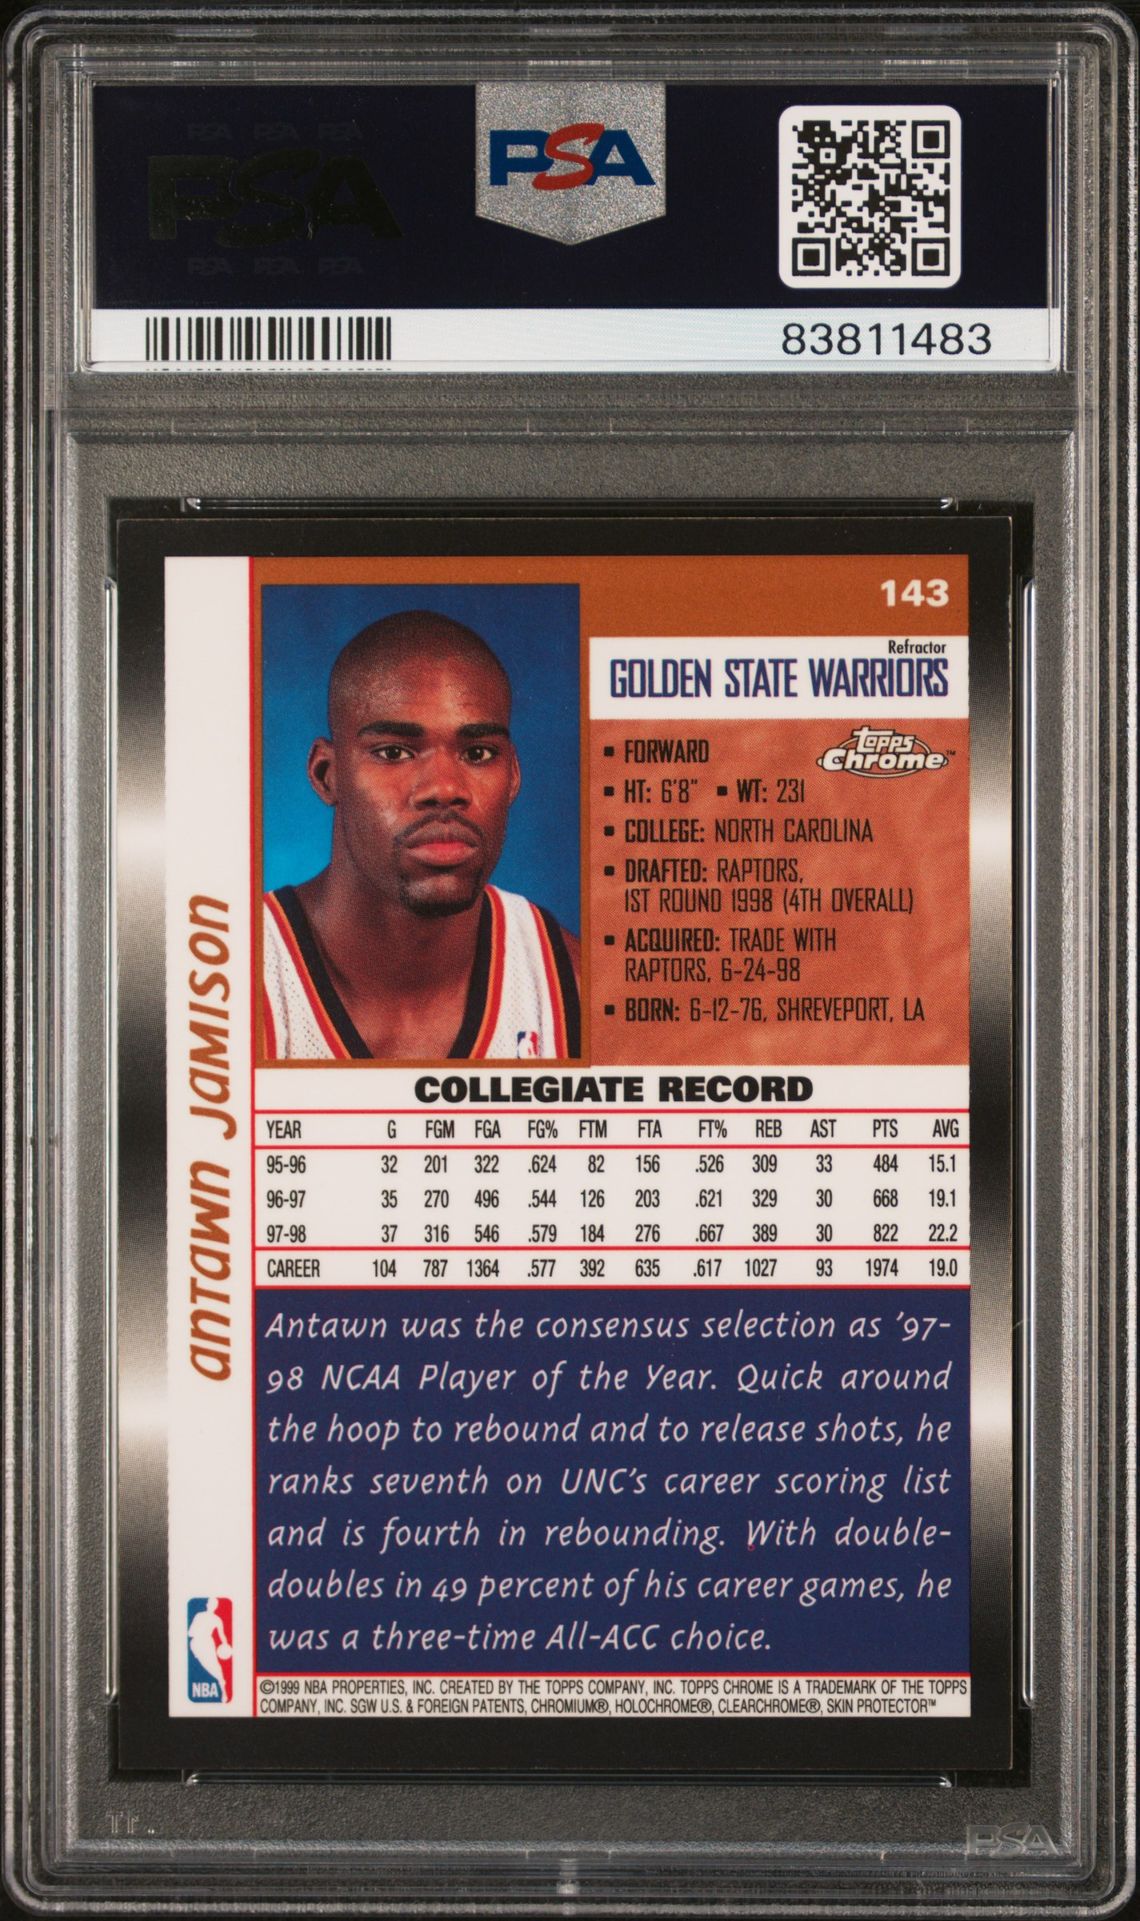 PSA PSA PSA
PSA
PSA PSA PSA
PSA
83811483
143
Refractor
GOLDEN STATE WARRIORS
Topps Chrome™
▪ FORWARD
▪ HT: 6'8" ▪ WT: 231
▪ COLLEGE: NORTH CAROLINA
▪ DRAFTED: RAPTORS,
1ST ROUND 1998 (4TH OVERALL)
▪ ACQUIRED: TRADE WITH
RAPTORS, 6-24-98
▪ BORN: 6-12-76, SHREVEPORT, LA
anTawn Jamison
COLLEGIATE RECORD
YEAR G FGM FGA FG% FTM FTA FT% REB AST PTS AVG
95-96 32 201 322 .624 82 156 .526 309 33 484 15.1
96-97 35 270 496 .544 126 203 .621 329 30 668 19.1
97-98 37 316 546 .579 184 276 .667 389 30 822 22.2
CAREER 104 787 1364 .577 392 635 .617 1027 93 1974 19.0
Antawn was the consensus selection as '97-
98 NCAA Player of the Year. Quick around
the hoop to rebound and to release shots, he
ranks seventh on UNC's career scoring list
and is fourth in rebounding. With double-
doubles in 49 percent of his career games, he
was a three-time All-ACC choice.
NBA
©1999 NBA PROPERTIES, INC. CREATED BY THE TOPPS COMPANY, INC. TOPPS CHROME IS A TRADEMARK OF THE TOPPS
COMPANY, INC. SGW U.S. & FOREIGN PATENTS, CHROMIUM®, HOLOCHROME®, CLEARCHROME®, SKIN PROTECTOR™
PSA